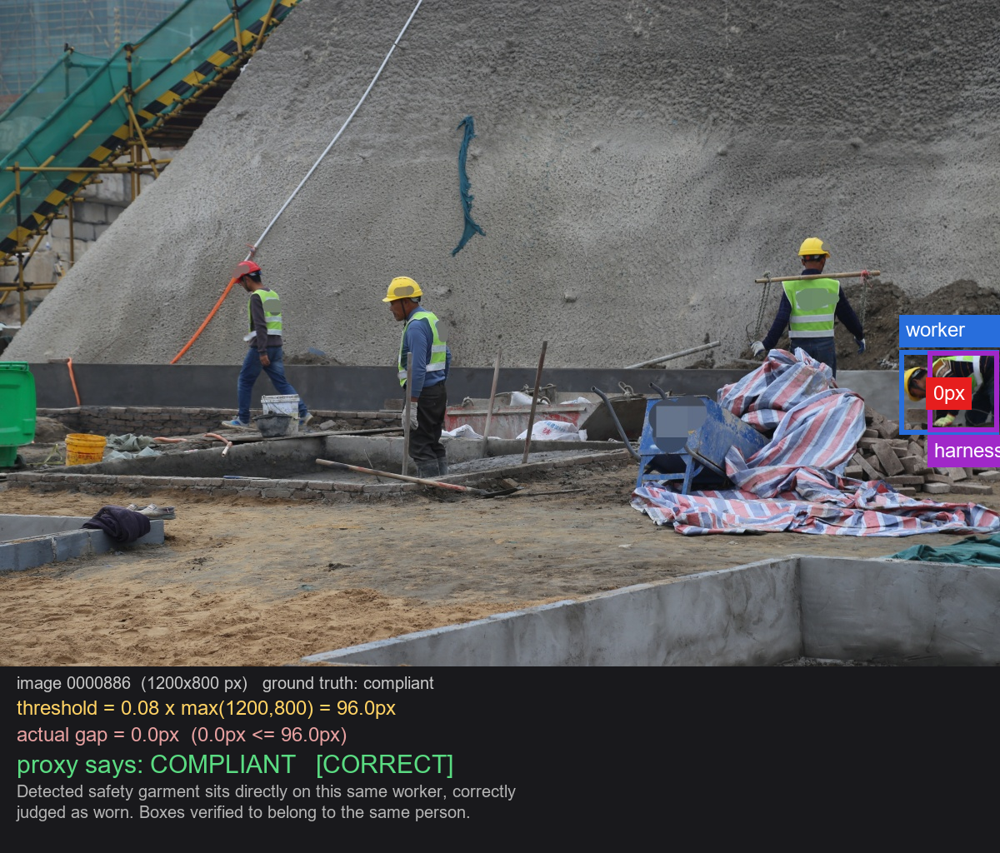 worker
0px
harness
image 0000886  (1200x800 px)   ground truth: compliant
threshold = 0.08 x max(1200,800) = 96.0px
actual gap = 0.0px  (0.0px <= 96.0px)
proxy says: COMPLIANT   [CORRECT]
Detected safety garment sits directly on this same worker, correctly
judged as worn. Boxes verified to belong to the same person.